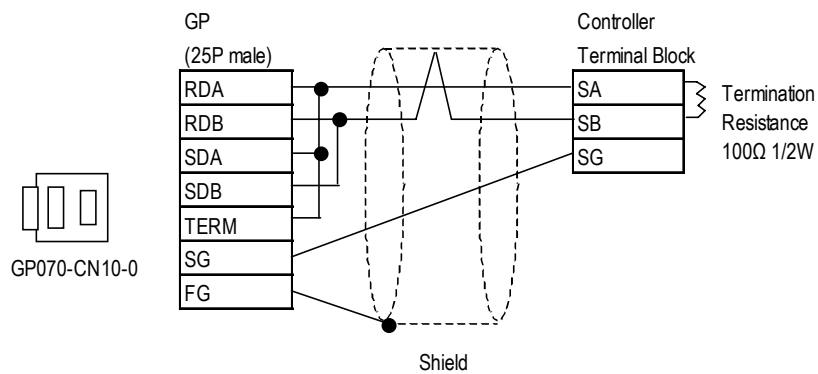 GP
(25P male)
RDA
RDB
SDA
SDB
TERM
SG
FG
GP070-CN10-0
Shield
Controller
Terminal Block
SA
SB
SG
Termination
Resistance
100Ω 1/2W